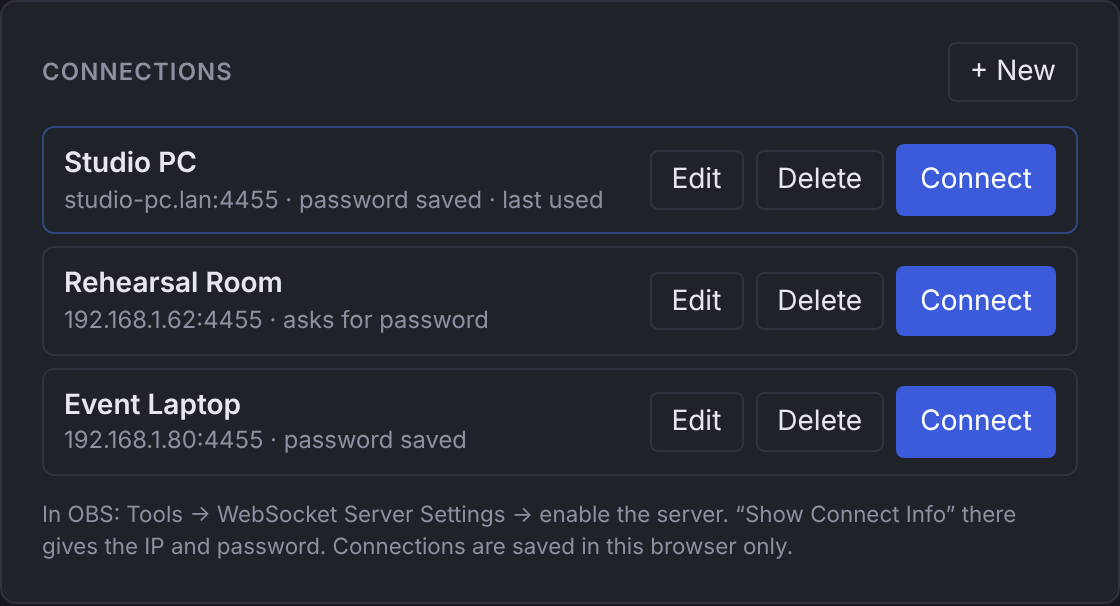 CONNECTIONS
+ New
Studio PC
studio-pc.lan:4455 · password saved · last used
Edit
Delete
Connect
Rehearsal Room
192.168.1.62:4455 · asks for password
Edit
Delete
Connect
Event Laptop
192.168.1.80:4455 · password saved
Edit
Delete
Connect
In OBS: Tools → WebSocket Server Settings → enable the server. “Show Connect Info” there
gives the IP and password. Connections are saved in this browser only.